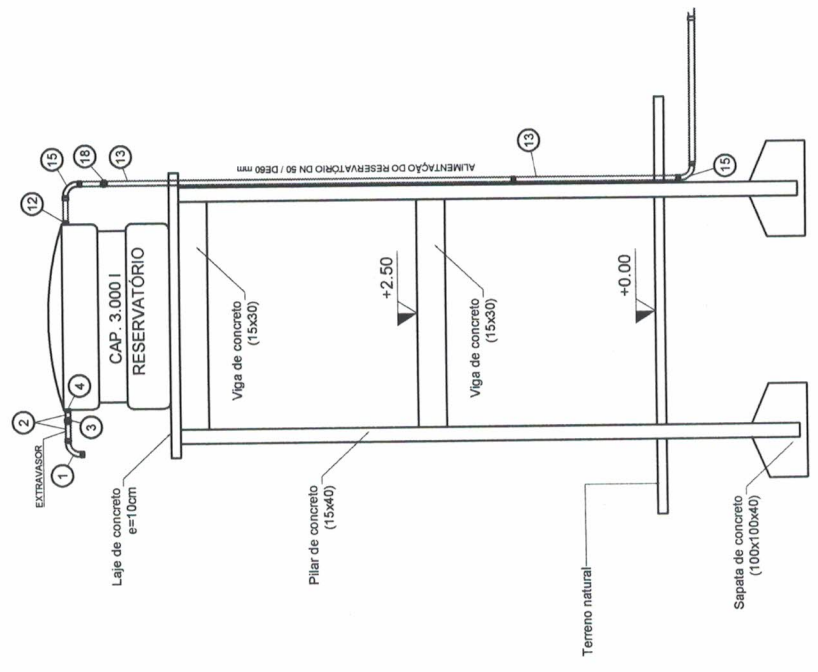 15
18
13
12
ALIMENTAÇÃO DO RESERVATÓRIO DN 50 / DE60 mm
13
15
CAP. 3.000 l
RESERVATÓRIO
4
2
3
EXTRAVASOR
1
Viga de concreto
(15x30)
+2.50
Viga de concreto
(15x30)
+0.00
Laje de concreto
e=10cm
Pilar de concreto
(15x40)
Terreno natural
Sapata de concreto
(100x100x40)